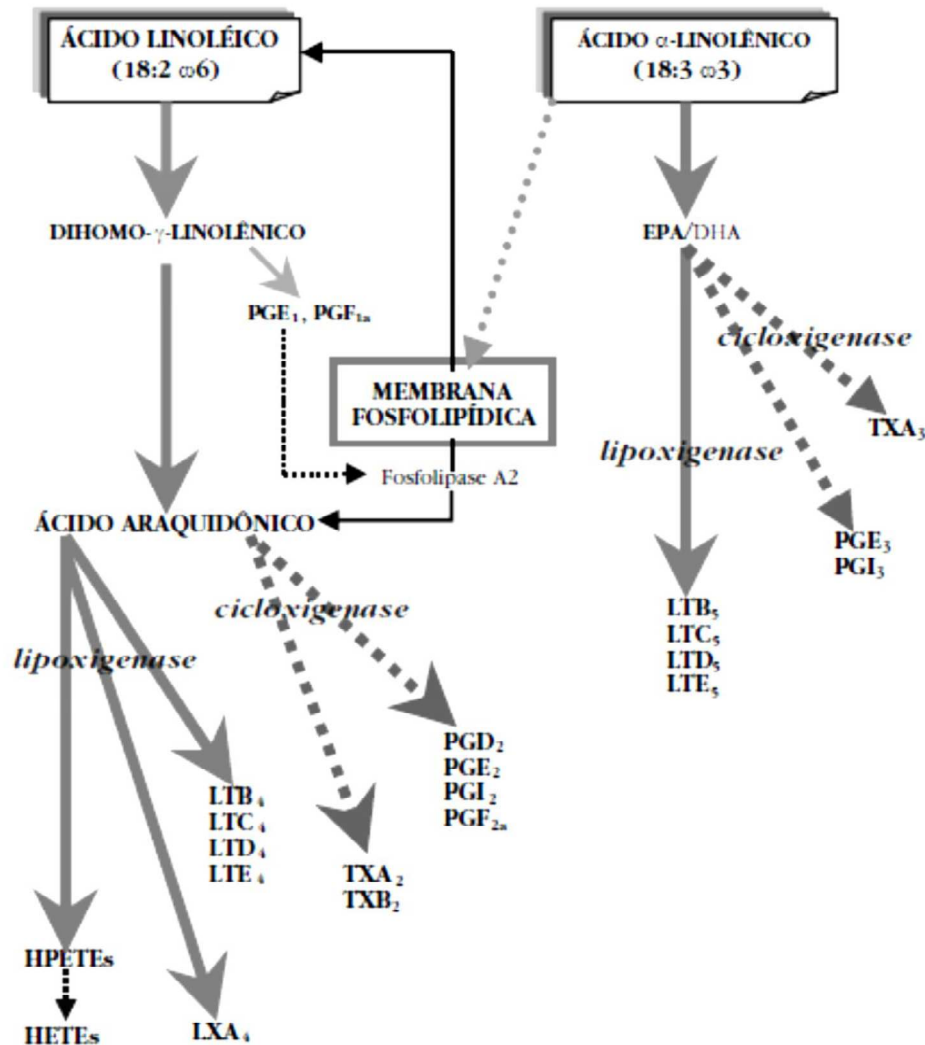 ÁCIDO LINOLÉICO
(18:2 ω6)
ÁCIDO α-LINOLÊNICO
(18:3 ω3)
DIHOMO-γ-LINOLÊNICO
EPA/DHA
PGE₁, PGF₁ₐ
cicloxigenase
MEMBRANA
FOSFOLIPÍDICA
TXA₃
lipoxigenase
Fosfolipase A2
ÁCIDO ARAQUIDÔNICO
PGE₃
PGI₃
cicloxigenase
LTB₅
LTC₅
LTD₅
LTE₅
lipoxigenase
PGD₂
PGE₂
PGI₂
PGF₂ₐ
LTB₄
LTC₄
LTD₄
LTE₄
TXA₂
TXB₂
HPETEs
HETEs
LXA₄